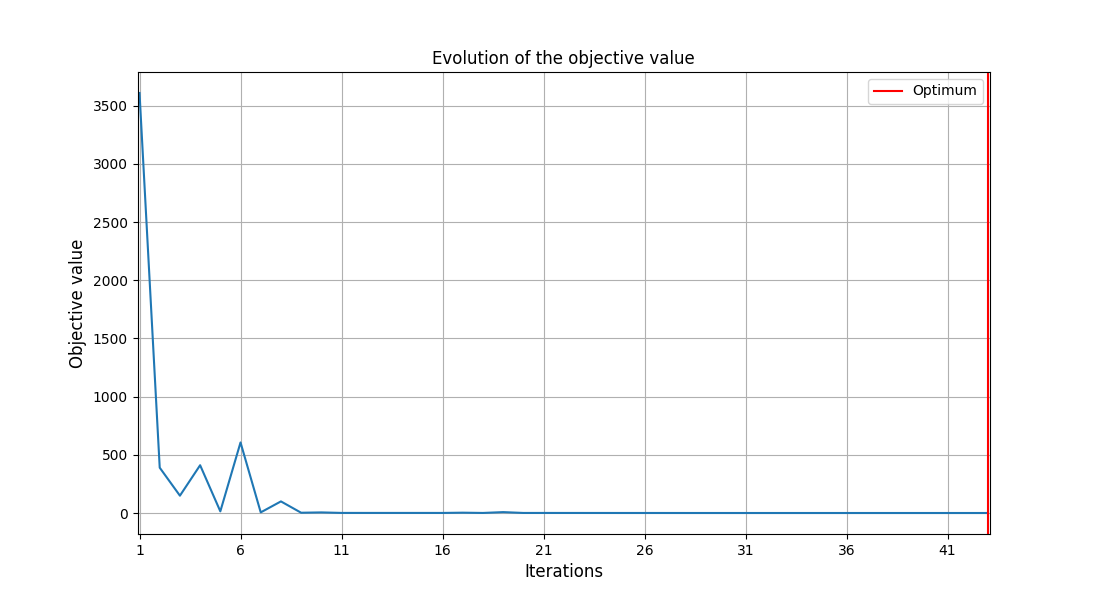 Evolution of the objective value
Optimum
Objective value
3500
3000
2500
2000
1500
1000
500
0
1 6 11 16 21 26 31 36 41
Iterations